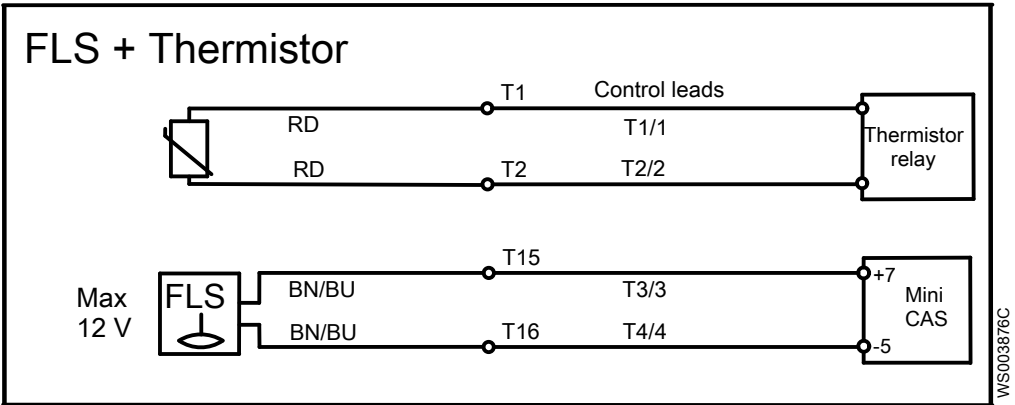 FLS + Thermistor
T1
Control leads
RD
T1/1
Thermistor
relay
RD
T2
T2/2
T15
Max
12 V
FLS
BN/BU
T3/3
+7
Mini
CAS
BN/BU
T16
T4/4
-5
WS003876C